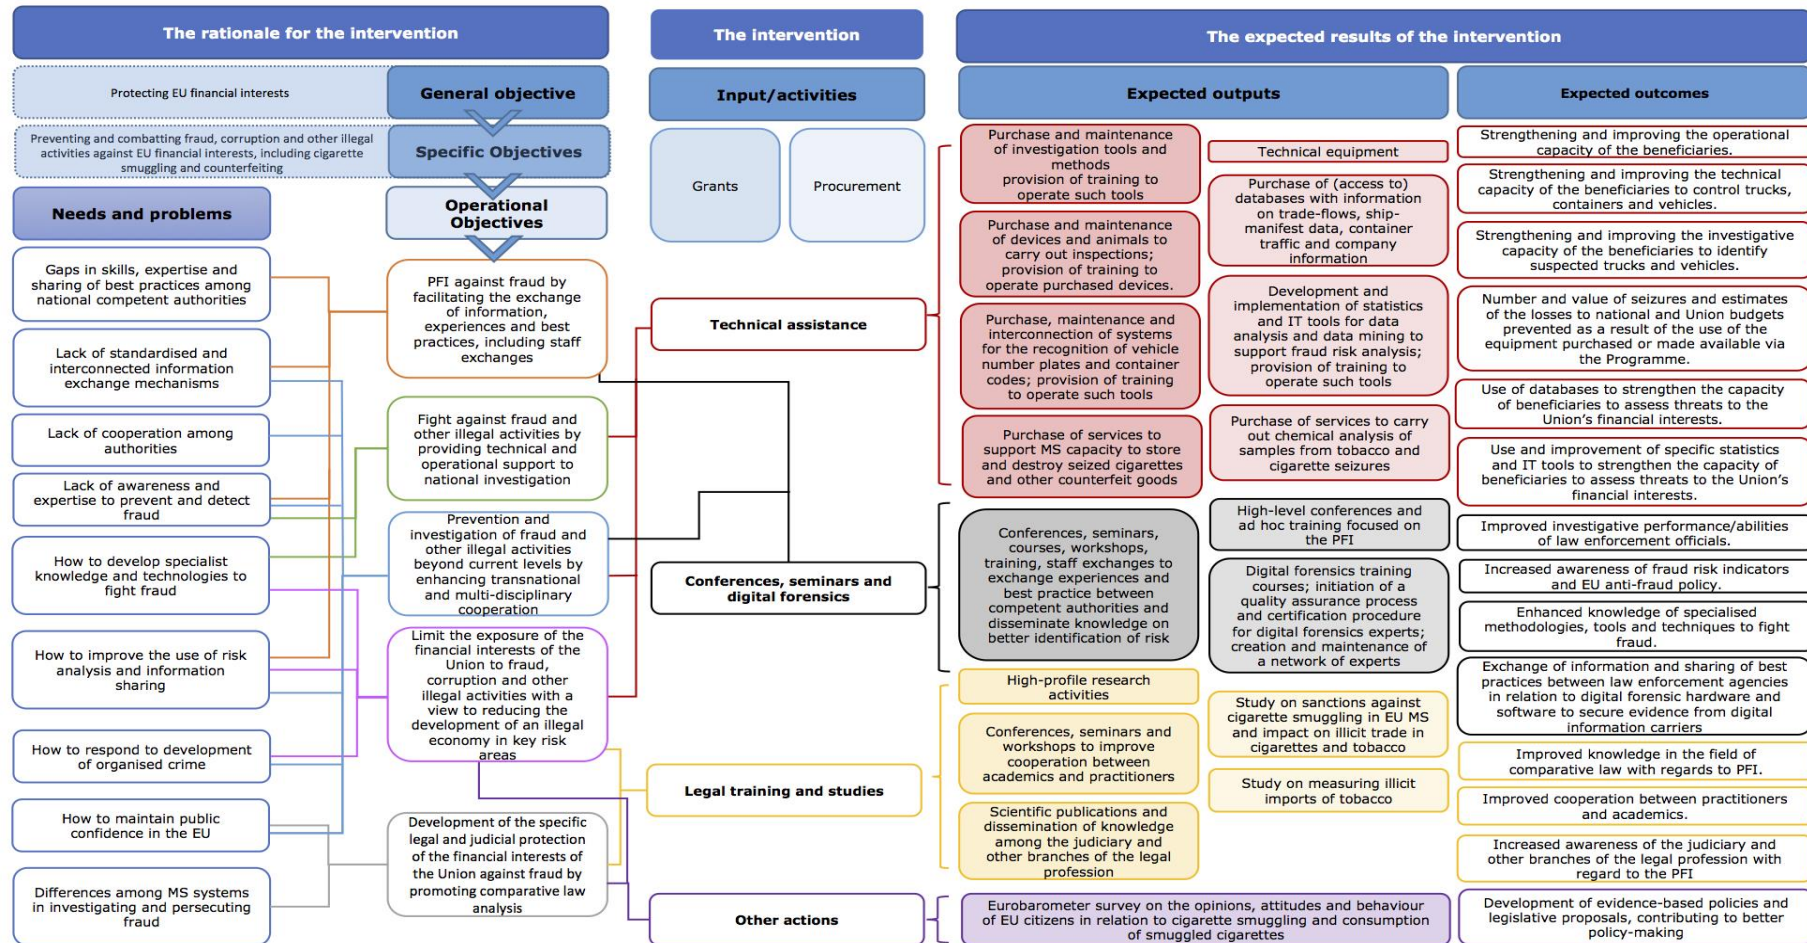 The rationale for the intervention
Protecting EU financial interests
General objective
Preventing and combatting fraud, corruption and other illegal
activities against EU financial interests, including cigarette
smuggling and counterfeiting
Specific Objectives
Needs and problems
Operational
Objectives
Gaps in skills, expertise and
sharing of best practices among
national competent authorities
Lack of standardised and
interconnected information
exchange mechanisms
Lack of cooperation among
authorities
Lack of awareness and
expertise to prevent and detect
fraud
How to develop specialist
knowledge and technologies to
fight fraud
How to improve the use of risk
analysis and information
sharing
How to respond to development
of organised crime
How to maintain public
confidence in the EU
Differences among MS systems
in investigating and persecuting
fraud
PFI against fraud by
facilitating the exchange
of information,
experiences and best
practices, including staff
exchanges
Fight against fraud and
other illegal activities by
providing technical and
operational support to
national investigation
Prevention and
investigation of fraud and
other illegal activities
beyond current levels by
enhancing transnational
and multi-disciplinary
cooperation
Limit the exposure of the
financial interests of the
Union to fraud,
corruption and other
illegal activities with a
view to reducing the
development of an illegal
economy in key risk
areas
Development of the specific
legal and judicial protection
of the financial interests of
the Union against fraud by
promoting comparative law
analysis
The intervention
Input/activities
Grants
Procurement
Technical assistance
Conferences, seminars and
digital forensics
Legal training and studies
Other actions
The expected results of the intervention
Expected outputs
Purchase and maintenance
of investigation tools and
methods
provision of training to
operate such tools
Purchase and maintenance
of devices and animals to
carry out inspections;
provision of training to
operate purchased devices.
Purchase, maintenance and
interconnection of systems
for the recognition of vehicle
number plates and container
codes; provision of training
to operate such tools
Purchase of services to
support MS capacity to store
and destroy seized cigarettes
and other counterfeit goods
Technical equipment
Purchase of (access to)
databases with information
on trade-flows, ship-
manifest data, container
traffic and company
information
Development and
implementation of statistics
and IT tools for data
analysis and data mining to
support fraud risk analysis;
provision of training to
operate such tools
Purchase of services to carry
out chemical analysis of
samples from tobacco and
cigarette seizures
Conferences, seminars,
courses, workshops,
training, staff exchanges to
exchange experiences and
best practice between
competent authorities and
disseminate knowledge on
better identification of risk
High-level conferences and
ad hoc training focused on
the PFI
Digital forensics training
courses; initiation of a
quality assurance process
and certification procedure
for digital forensics experts;
creation and maintenance of
a network of experts
High-profile research
activities
Conferences, seminars and
workshops to improve
cooperation between
academics and practitioners
Scientific publications and
dissemination of knowledge
among the judiciary and
other branches of the legal
profession
Study on sanctions against
cigarette smuggling in EU MS
and impact on illicit trade in
cigarettes and tobacco
Study on measuring illicit
imports of tobacco
Eurobarometer survey on the opinions, attitudes and behaviour
of EU citizens in relation to cigarette smuggling and consumption
of smuggled cigarettes
Expected outcomes
Strengthening and improving the operational
capacity of the beneficiaries.
Strengthening and improving the technical
capacity of the beneficiaries to control trucks,
containers and vehicles.
Strengthening and improving the investigative
capacity of the beneficiaries to identify
suspected trucks and vehicles.
Number and value of seizures and estimates
of the losses to national and Union budgets
prevented as a result of the use of the
equipment purchased or made available via
the Programme.
Use of databases to strengthen the capacity
of beneficiaries to assess threats to the
Union's financial interests.
Use and improvement of specific statistics
and IT tools to strengthen the capacity of
beneficiaries to assess threats to the Union's
financial interests.
Improved investigative performance/abilities
of law enforcement officials.
Increased awareness of fraud risk indicators
and EU anti-fraud policy.
Enhanced knowledge of specialised
methodologies, tools and techniques to fight
fraud.
Exchange of information and sharing of best
practices between law enforcement agencies
in relation to digital forensic hardware and
software to secure evidence from digital
information carriers
Improved knowledge in the field of
comparative law with regards to PFI.
Improved cooperation between practitioners
and academics.
Increased awareness of the judiciary and
other branches of the legal profession with
regard to the PFI
Development of evidence-based policies and
legislative proposals, contributing to better
policy-making